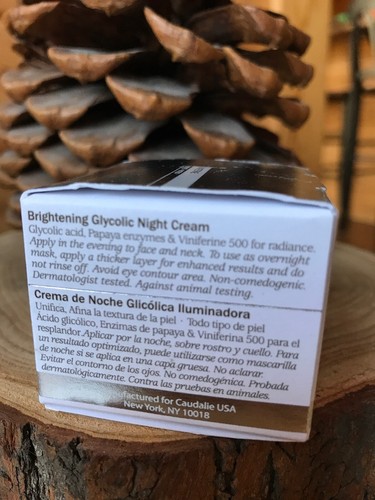 Brightening Glycolic Night Cream
Glycolic acid, Papaya enzymes & Viniferine 500 for radiance.
Apply in the evening to face and neck. To use as overnight
mask, apply a thicker layer for enhanced results and do
not rinse off. Avoid eye contour area. Non-comedogenic.
Dermatologist tested. Against animal testing.
Crema de Noche Glicólica Iluminadora
Unifica, Afina la textura de la piel · Todo tipo de piel
Ácido glicólico, Enzimas de papaya & Viniferina 500 para el
resplandor. Aplicar por la noche, sobre rostro y cuello. Para
un resultado optimizado, puede utilizarse como mascarilla
de noche si se aplica en una capa gruesa. No aclarar.
Evitar el contorno de los ojos. No comedogénica. Probada
dermatológicamente. Contra las pruebas en animales.
factured for Caudalie USA
New York, NY 10018